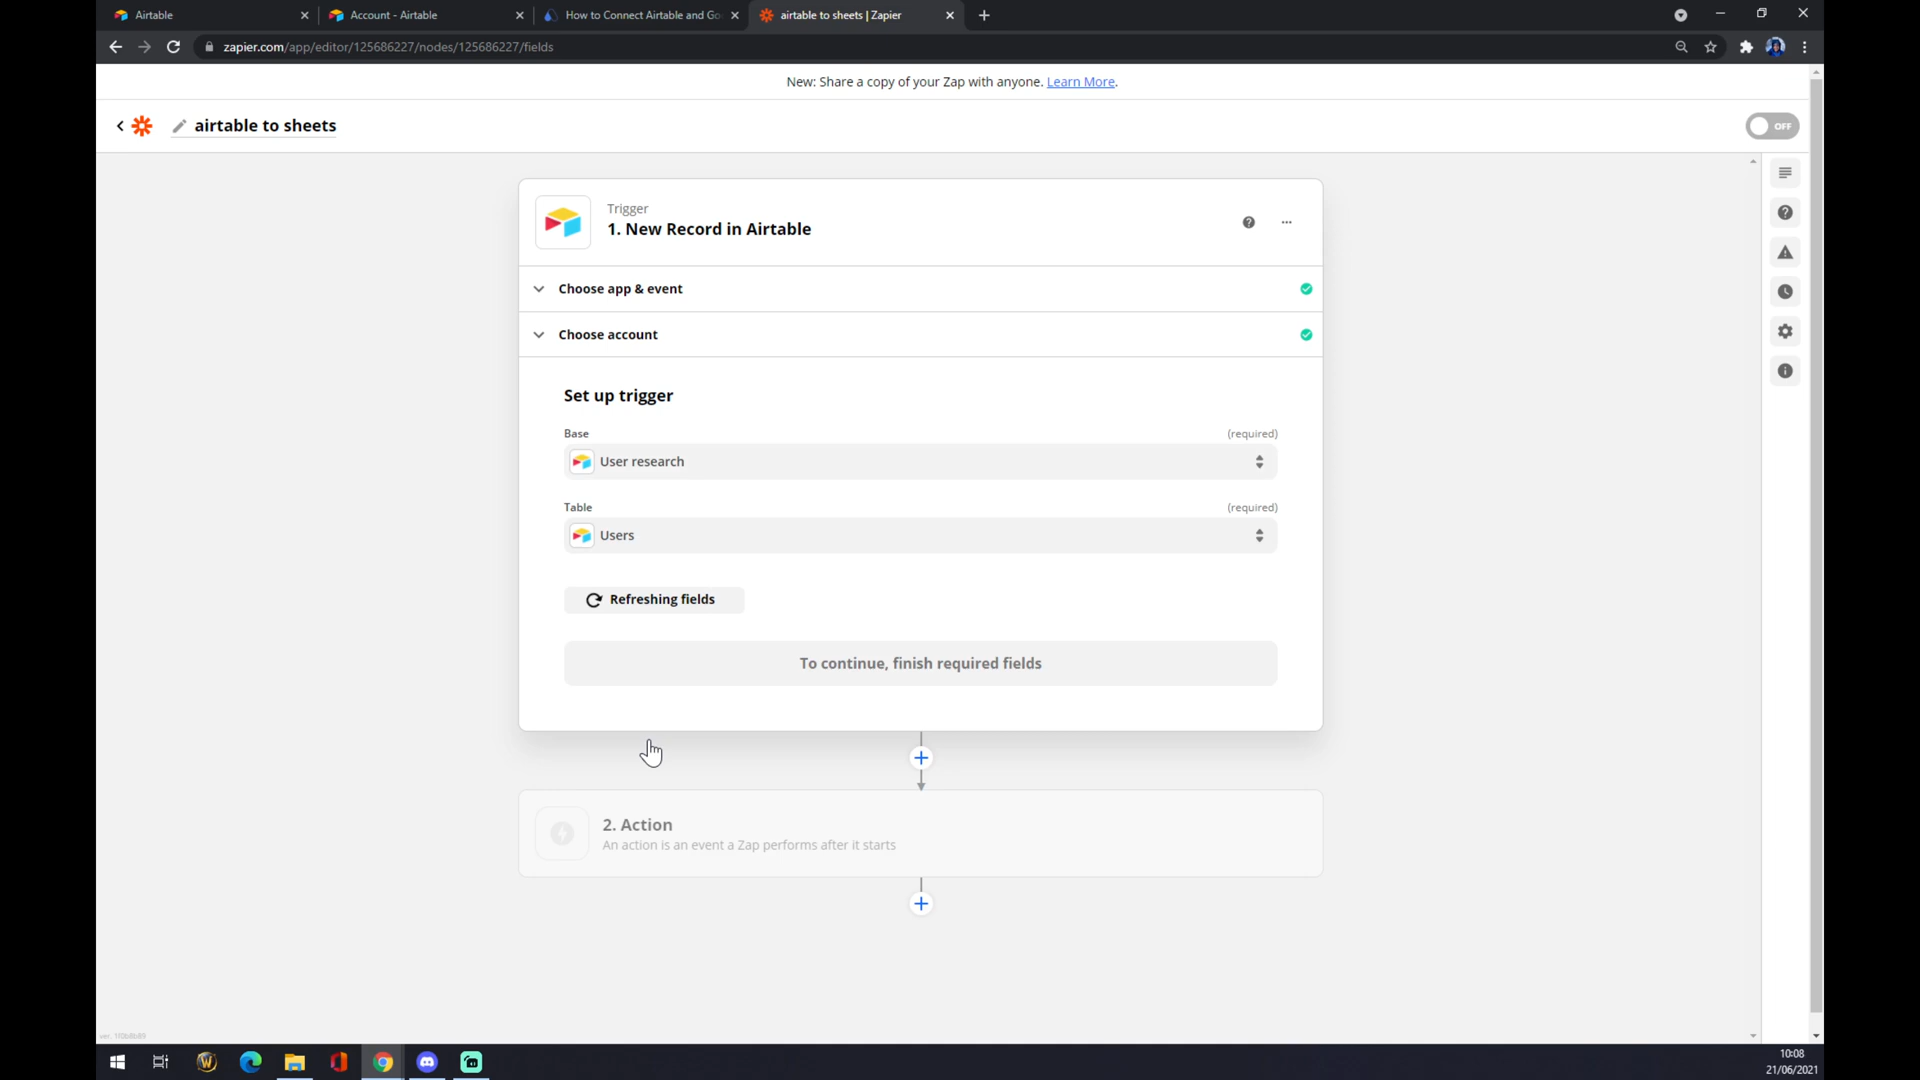 Airtable
Account - Airtable
How to Connect Airtable and Go
airtable to sheets | Zapier
zapier.com/app/editor/125686227/nodes/125686227/fields
New: Share a copy of your Zap with anyone. Learn More.
airtable to sheets
OFF
Trigger
1. New Record in Airtable
Choose app & event
Choose account
Set up trigger
Base
(required)
User research
Table
(required)
Users
Refreshing fields
To continue, finish required fields
2. Action
An action is an event a Zap performs after it starts
10:08
21/06/2021